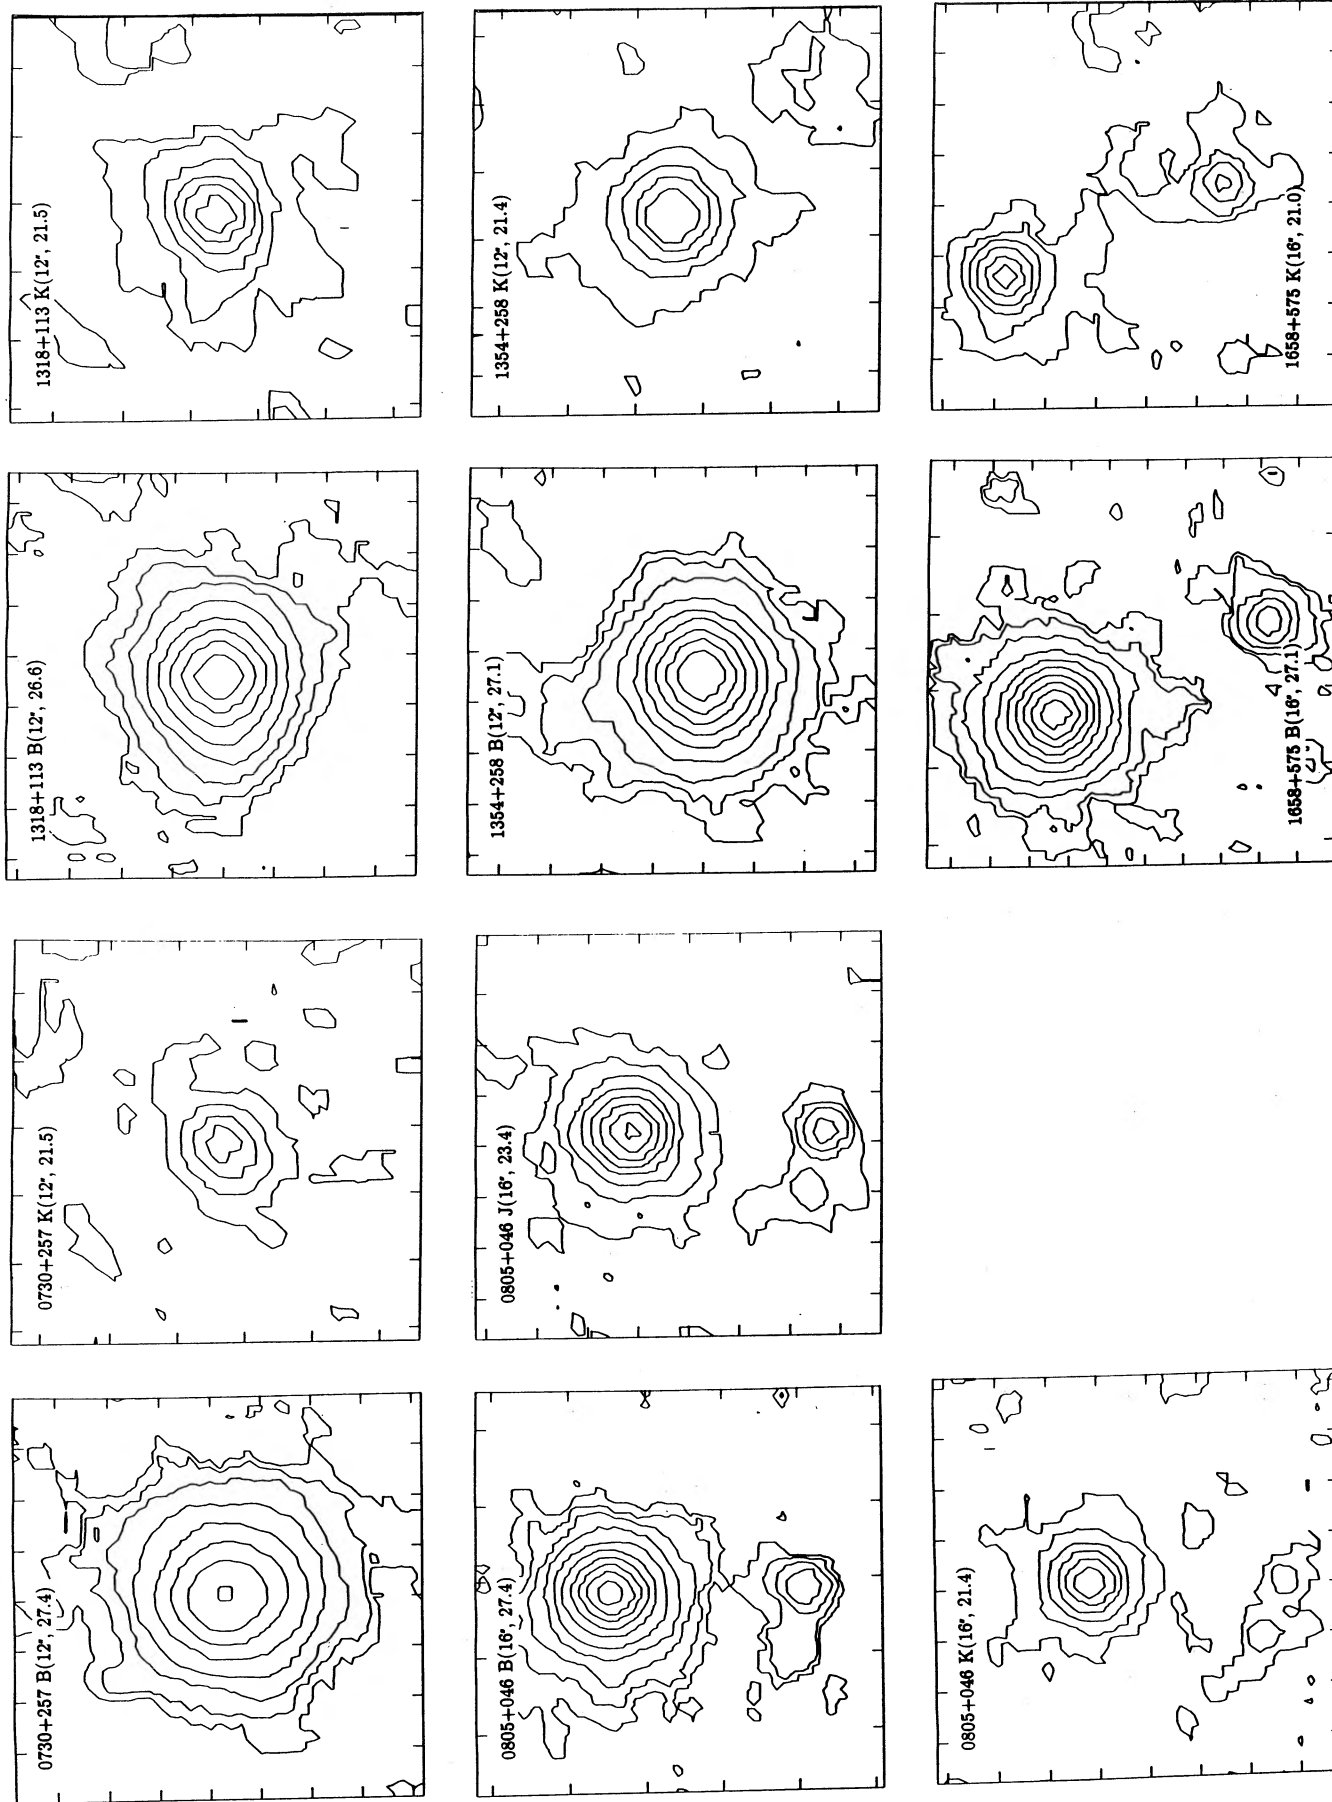 0730+257 B(12", 27.4)
0730+257 K(12", 21.5)
1318+113 B(12", 26.6)
1318+113 K(12", 21.5)
0805+046 B(16", 27.4)
0805+046 J(16", 23.4)
1354+258 B(12", 27.1)
1354+258 K(12", 21.4)
0805+046 K(16", 21.4)
1658+575 B(16", 27.1)
1658+575 K(16", 21.0)